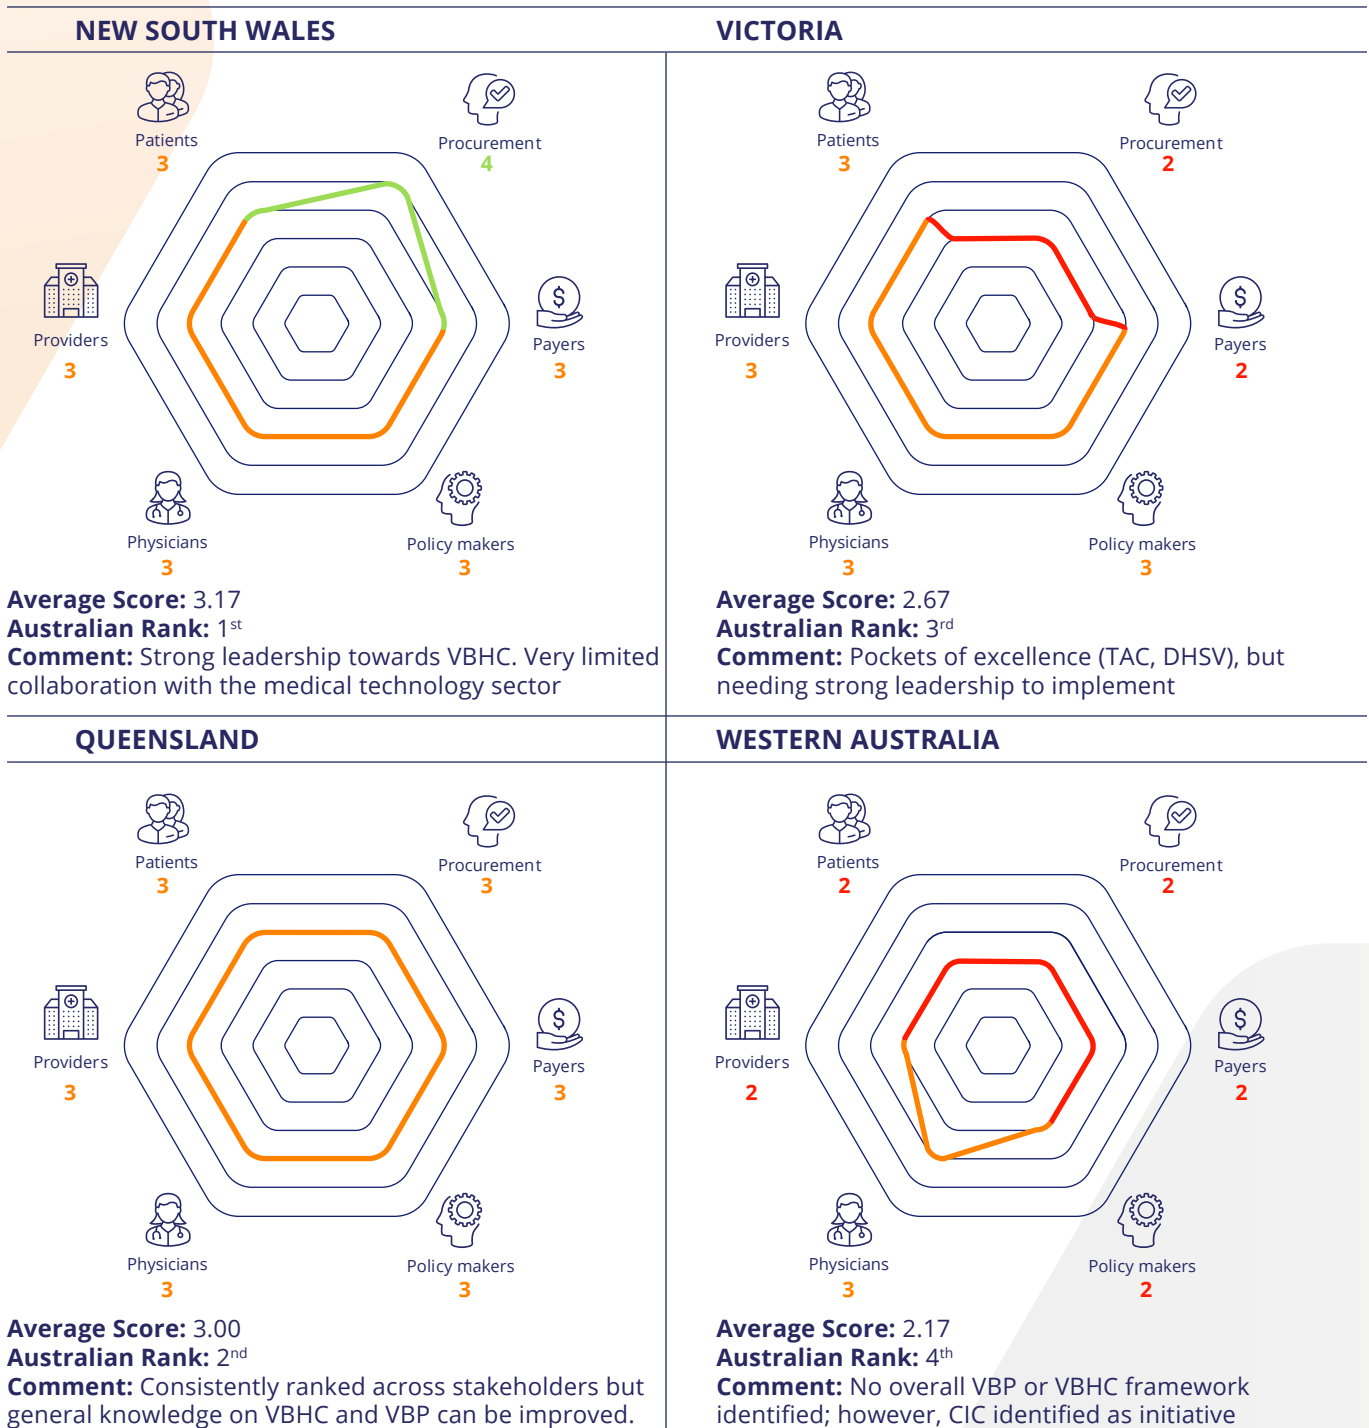 NEW SOUTH WALES
Patients
3
Procurement
4
Providers
3
$
Payers
3
Physicians
3
Policy makers
3
Average Score: 3.17
Australian Rank: 1st
Comment: Strong leadership towards VBHC. Very limited
collaboration with the medical technology sector
VICTORIA
Patients
3
Procurement
2
Providers
3
$
Payers
2
Physicians
3
Policy makers
3
Average Score: 2.67
Australian Rank: 3rd
Comment: Pockets of excellence (TAC, DHSV), but
needing strong leadership to implement
QUEENSLAND
Patients
3
Procurement
3
Providers
3
$
Payers
3
Physicians
3
Policy makers
3
Average Score: 3.00
Australian Rank: 2nd
Comment: Consistently ranked across stakeholders but
general knowledge on VBHC and VBP can be improved.
WESTERN AUSTRALIA
Patients
2
Procurement
2
Providers
2
$
Payers
2
Physicians
3
Policy makers
2
Average Score: 2.17
Australian Rank: 4th
Comment: No overall VBP or VBHC framework
identified; however, CIC identified as initiative